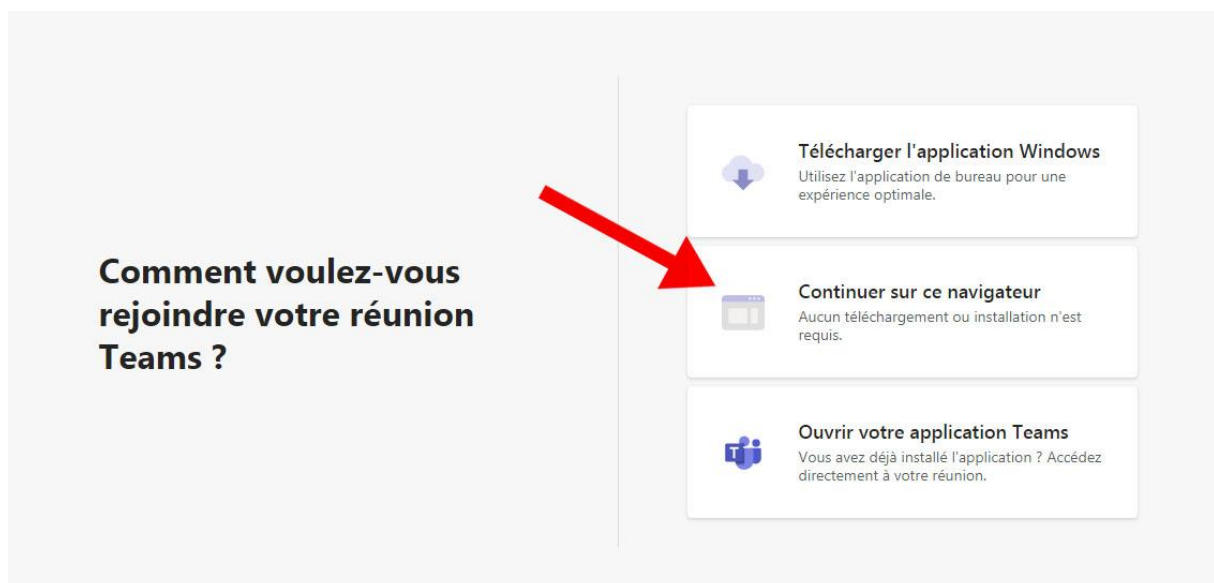 Comment voulez-vous
rejoindre votre réunion
Teams ?
Télécharger l'application Windows
Utilisez l'application de bureau pour une
expérience optimale.
Continuer sur ce navigateur
Aucun téléchargement ou installation n'est
requis.
Ouvrir votre application Teams
Vous avez déjà installé l'application ? Accédez
directement à votre réunion.